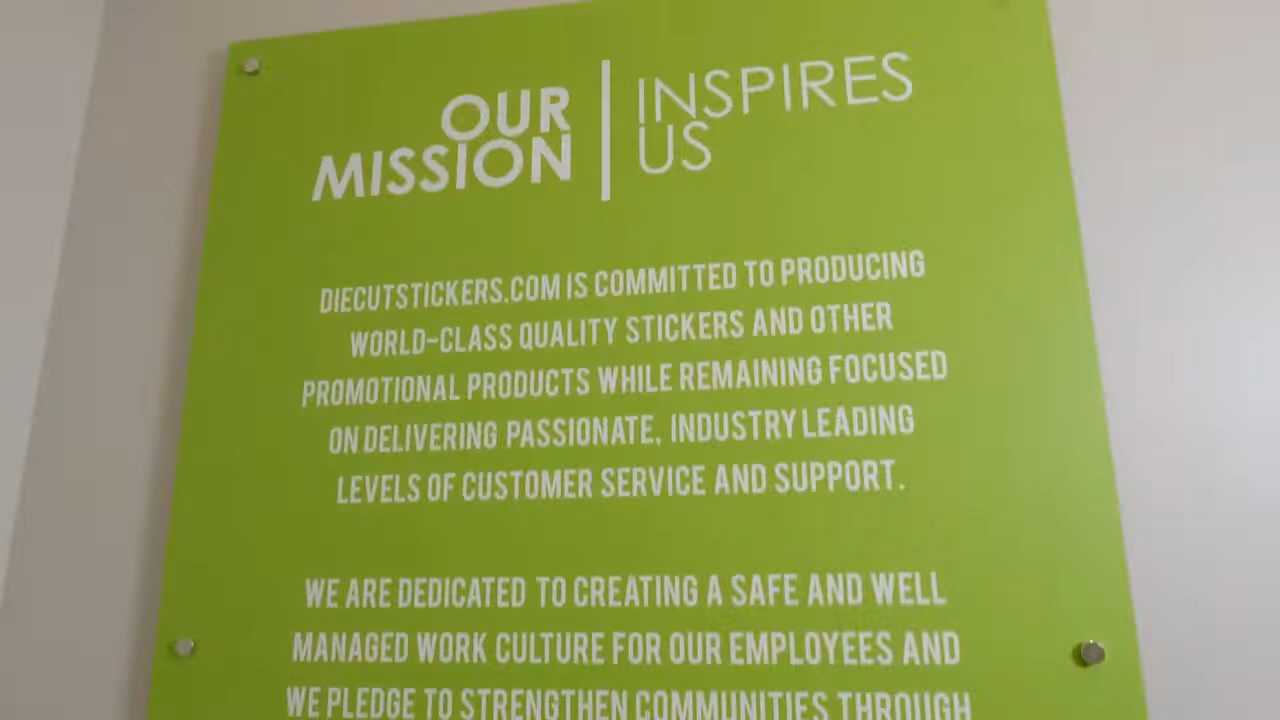 OUR
MISSION
INSPIRES
US
DIECUTSTICKERS.COM IS COMMITTED TO PRODUCING
WORLD-CLASS QUALITY STICKERS AND OTHER
PROMOTIONAL PRODUCTS WHILE REMAINING FOCUSED
ON DELIVERING PASSIONATE, INDUSTRY LEADING
LEVELS OF CUSTOMER SERVICE AND SUPPORT.
WE ARE DEDICATED TO CREATING A SAFE AND WELL
MANAGED WORK CULTURE FOR OUR EMPLOYEES AND
WE PLEDGE TO STRENGTHEN COMMUNITIES THROUGH